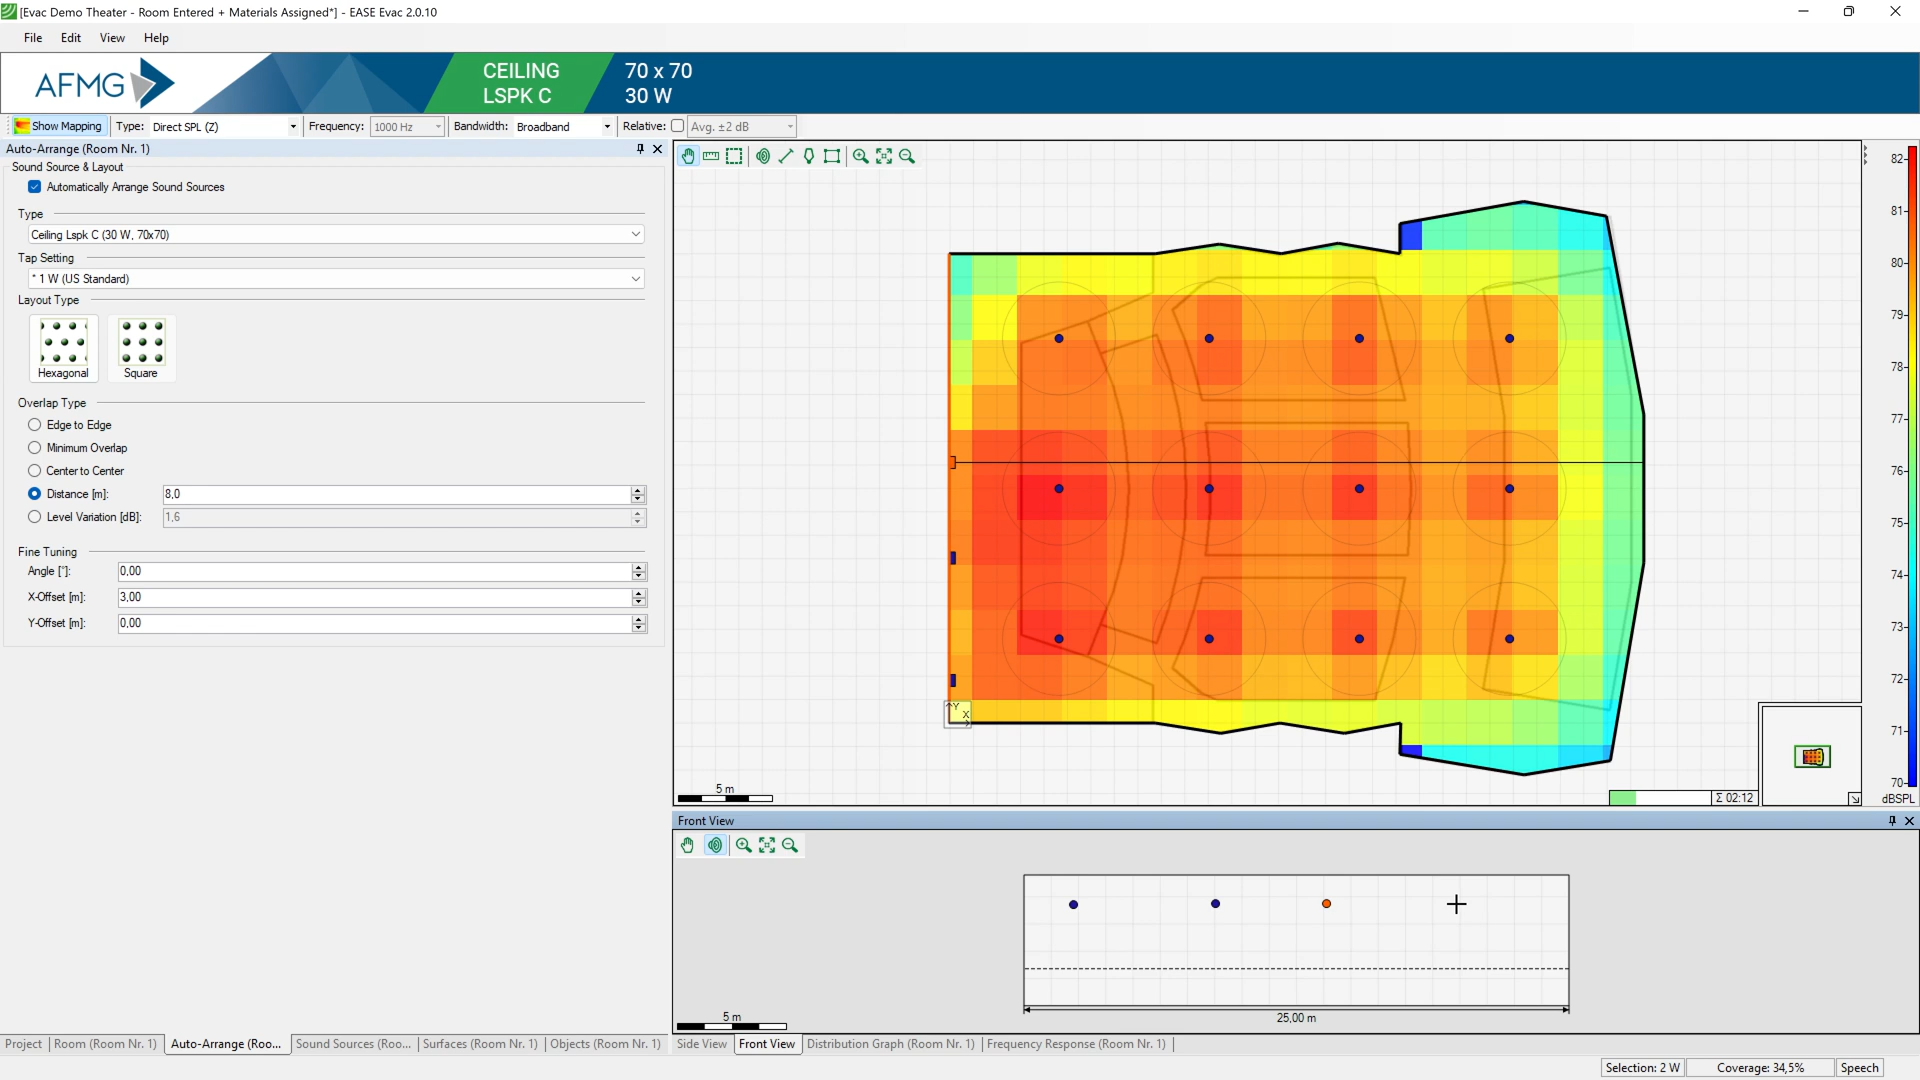 [Evac Demo Theater - Room Entered + Materials Assigned*] - EASE Evac 2.0.10
File Edit View Help
AFMG
CEILING
LSPK C
70 x 70
30 W
Show Mapping Type: Direct SPL (Z) Frequency: 1000 Hz Bandwidth: Broadband Relative: Avg. ±2 dB
Auto-Arrange (Room Nr. 1)
Sound Source & Layout
Automatically Arrange Sound Sources
Type
Ceiling Lspk C (30 W, 70x70)
Tap Setting
* 1 W (US Standard)
Layout Type
Hexagonal Square
Overlap Type
Edge to Edge
Minimum Overlap
Center to Center
Distance [m]: 8,0
Level Variation [dB]: 1,6
Fine Tuning
Angle [°]: 0,00
X-Offset [m]: 3,00
Y-Offset [m]: 0,00
Y
X
5 m
Σ 02:12
82
81
80
79
78
77
76
75
74
73
72
71
70
dBSPL
Front View
25,00 m
5 m
Project Room (Room Nr. 1) Auto-Arrange (Roo... Sound Sources (Roo... Surfaces (Room Nr. 1) Objects (Room Nr. 1) Side View Front View Distribution Graph (Room Nr. 1) Frequency Response (Room Nr. 1)
Selection: 2 W Coverage: 34,5% Speech